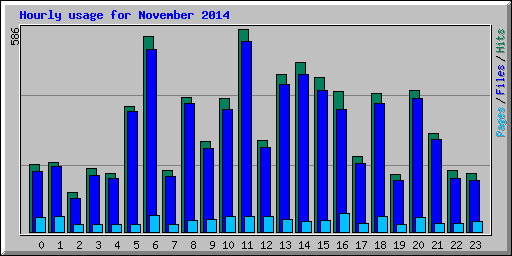 Hourly usage for November 2014
586
Pages / Files / Hits
0 1 2 3 4 5 6 7 8 9 10 11 12 13 14 15 16 17 18 19 20 21 22 23